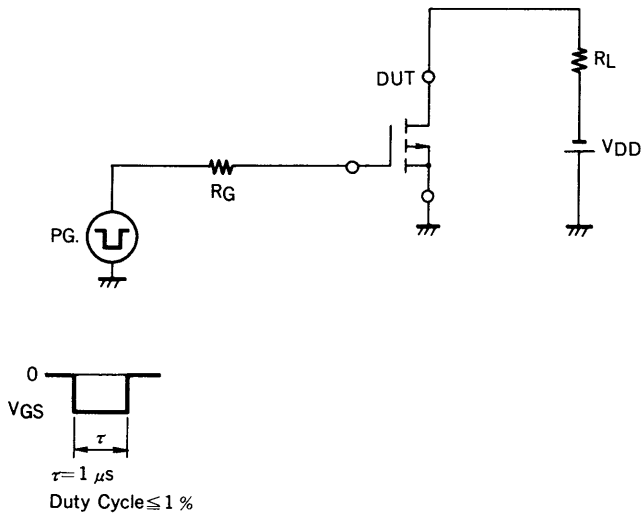 RL
DUT
VDD
RG
PG.
0
VGS
τ
τ=1 μs
Duty Cycle≦1 %